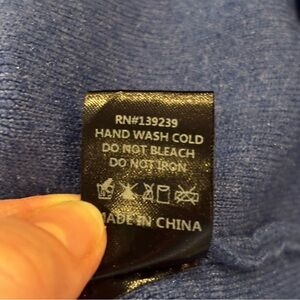 RN#139239
HAND WASH COLD
DO NOT BLEACH
DO NOT IRON
MADE IN CHINA